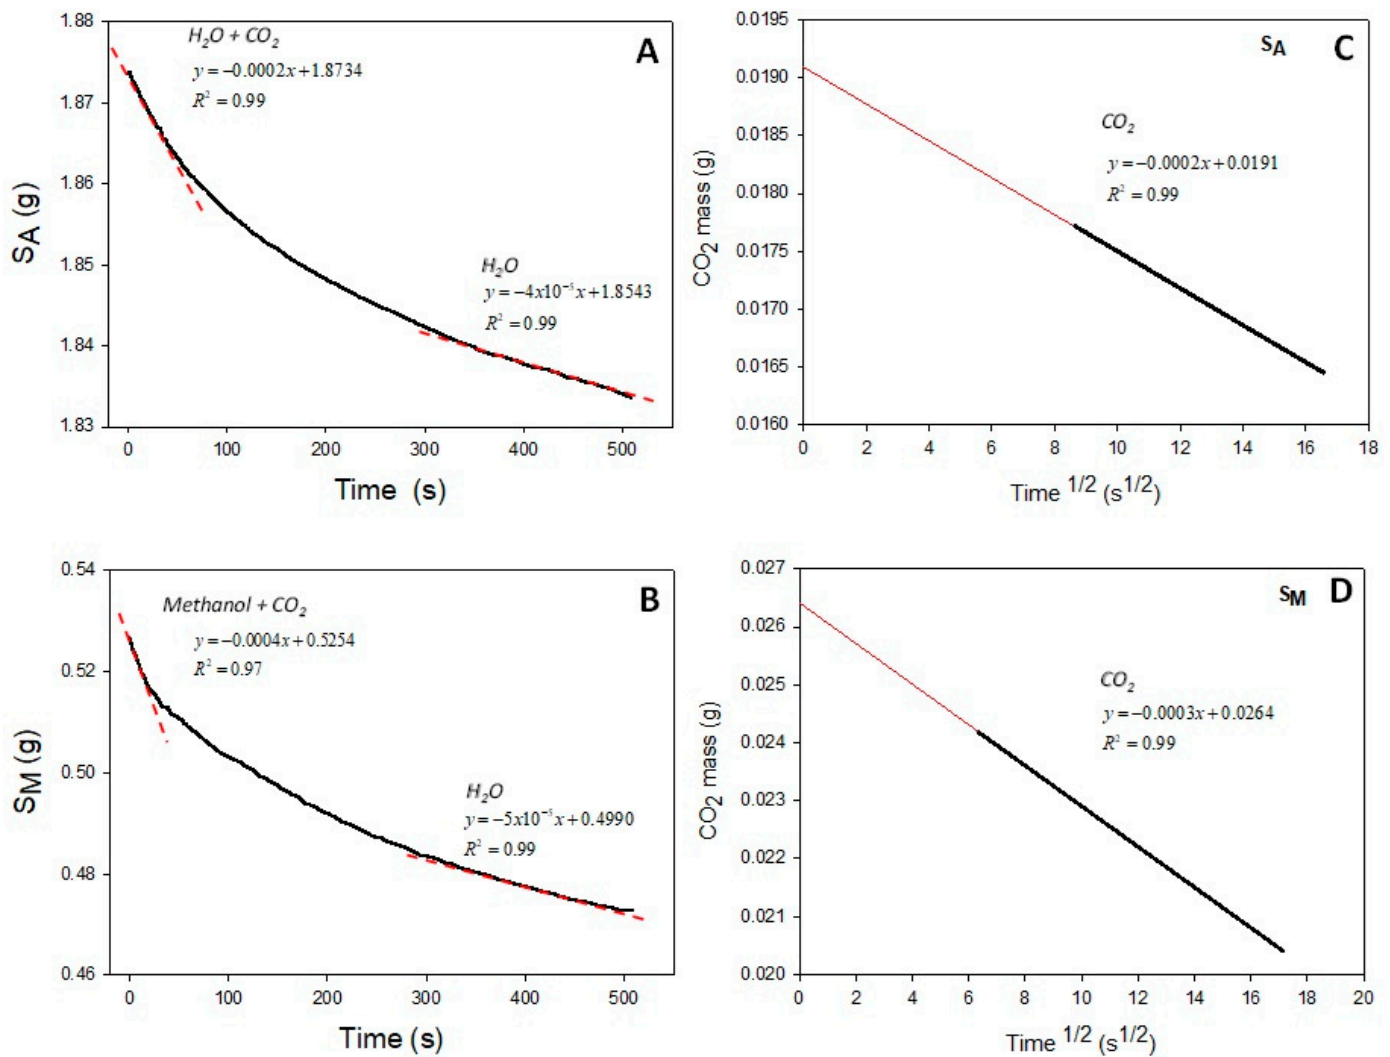 A
H₂O + CO₂
y = −0.0002x + 1.8734
R² = 0.99
H₂O
y = −4x10⁻⁵x + 1.8543
R² = 0.99
1.88
1.87
1.86
1.85
1.84
1.83
S_A (g)
0 100 200 300 400 500
Time (s)
S_A C
CO₂
y = −0.0002x + 0.0191
R² = 0.99
0.0195
0.0190
0.0185
0.0180
0.0175
0.0170
0.0165
0.0160
CO₂ mass (g)
0 2 4 6 8 10 12 14 16 18
Time ¹/² (s¹/²)
B
Methanol + CO₂
y = −0.0004x + 0.5254
R² = 0.97
H₂O
y = −5x10⁻⁵x + 0.4990
R² = 0.99
0.54
0.52
0.50
0.48
0.46
S_M (g)
0 100 200 300 400 500
Time (s)
S_M D
CO₂
y = −0.0003x + 0.0264
R² = 0.99
0.027
0.026
0.025
0.024
0.023
0.022
0.021
0.020
CO₂ mass (g)
0 2 4 6 8 10 12 14 16 18 20
Time ¹/² (s¹/²)